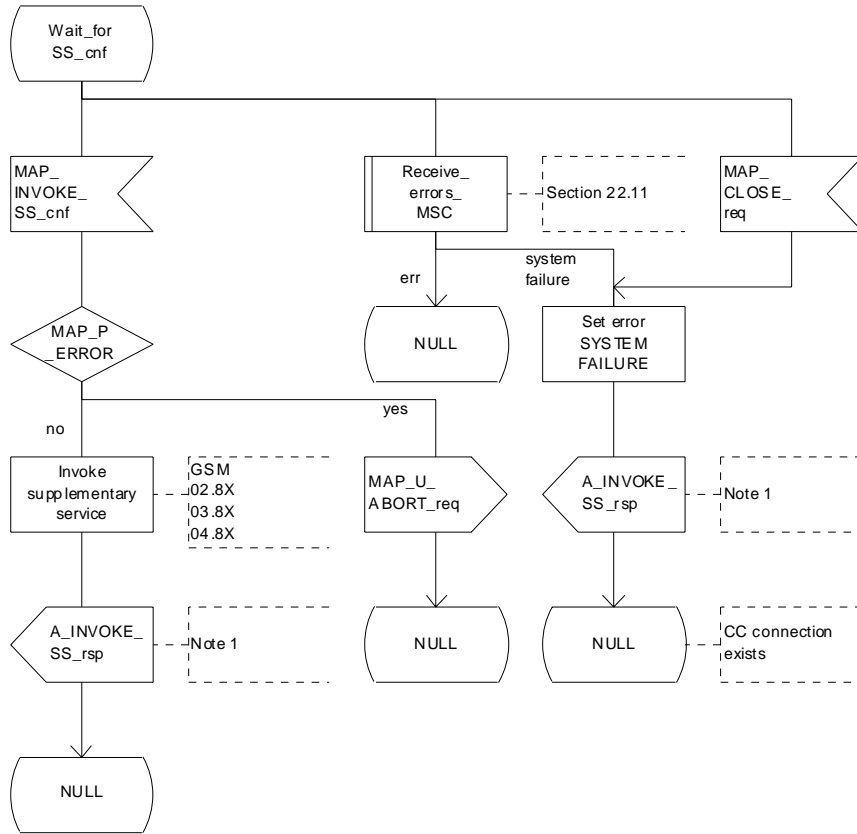 Wait_for
SS_cnf
MAP_
INVOKE_
SS_cnf
Receive_
errors_
MSC
Section 22.11
MAP_
CLOSE_
req
err
system
failure
MAP_P
_ERROR
NULL
Set error
SYSTEM
FAILURE
no
yes
Invoke
supplementary
service
GSM
02.8X
03.8X
04.8X
MAP_U_
ABORT_req
A_INVOKE_
SS_rsp
Note 1
A_INVOKE_
SS_rsp
Note 1
NULL
NULL
CC connection
exists
NULL